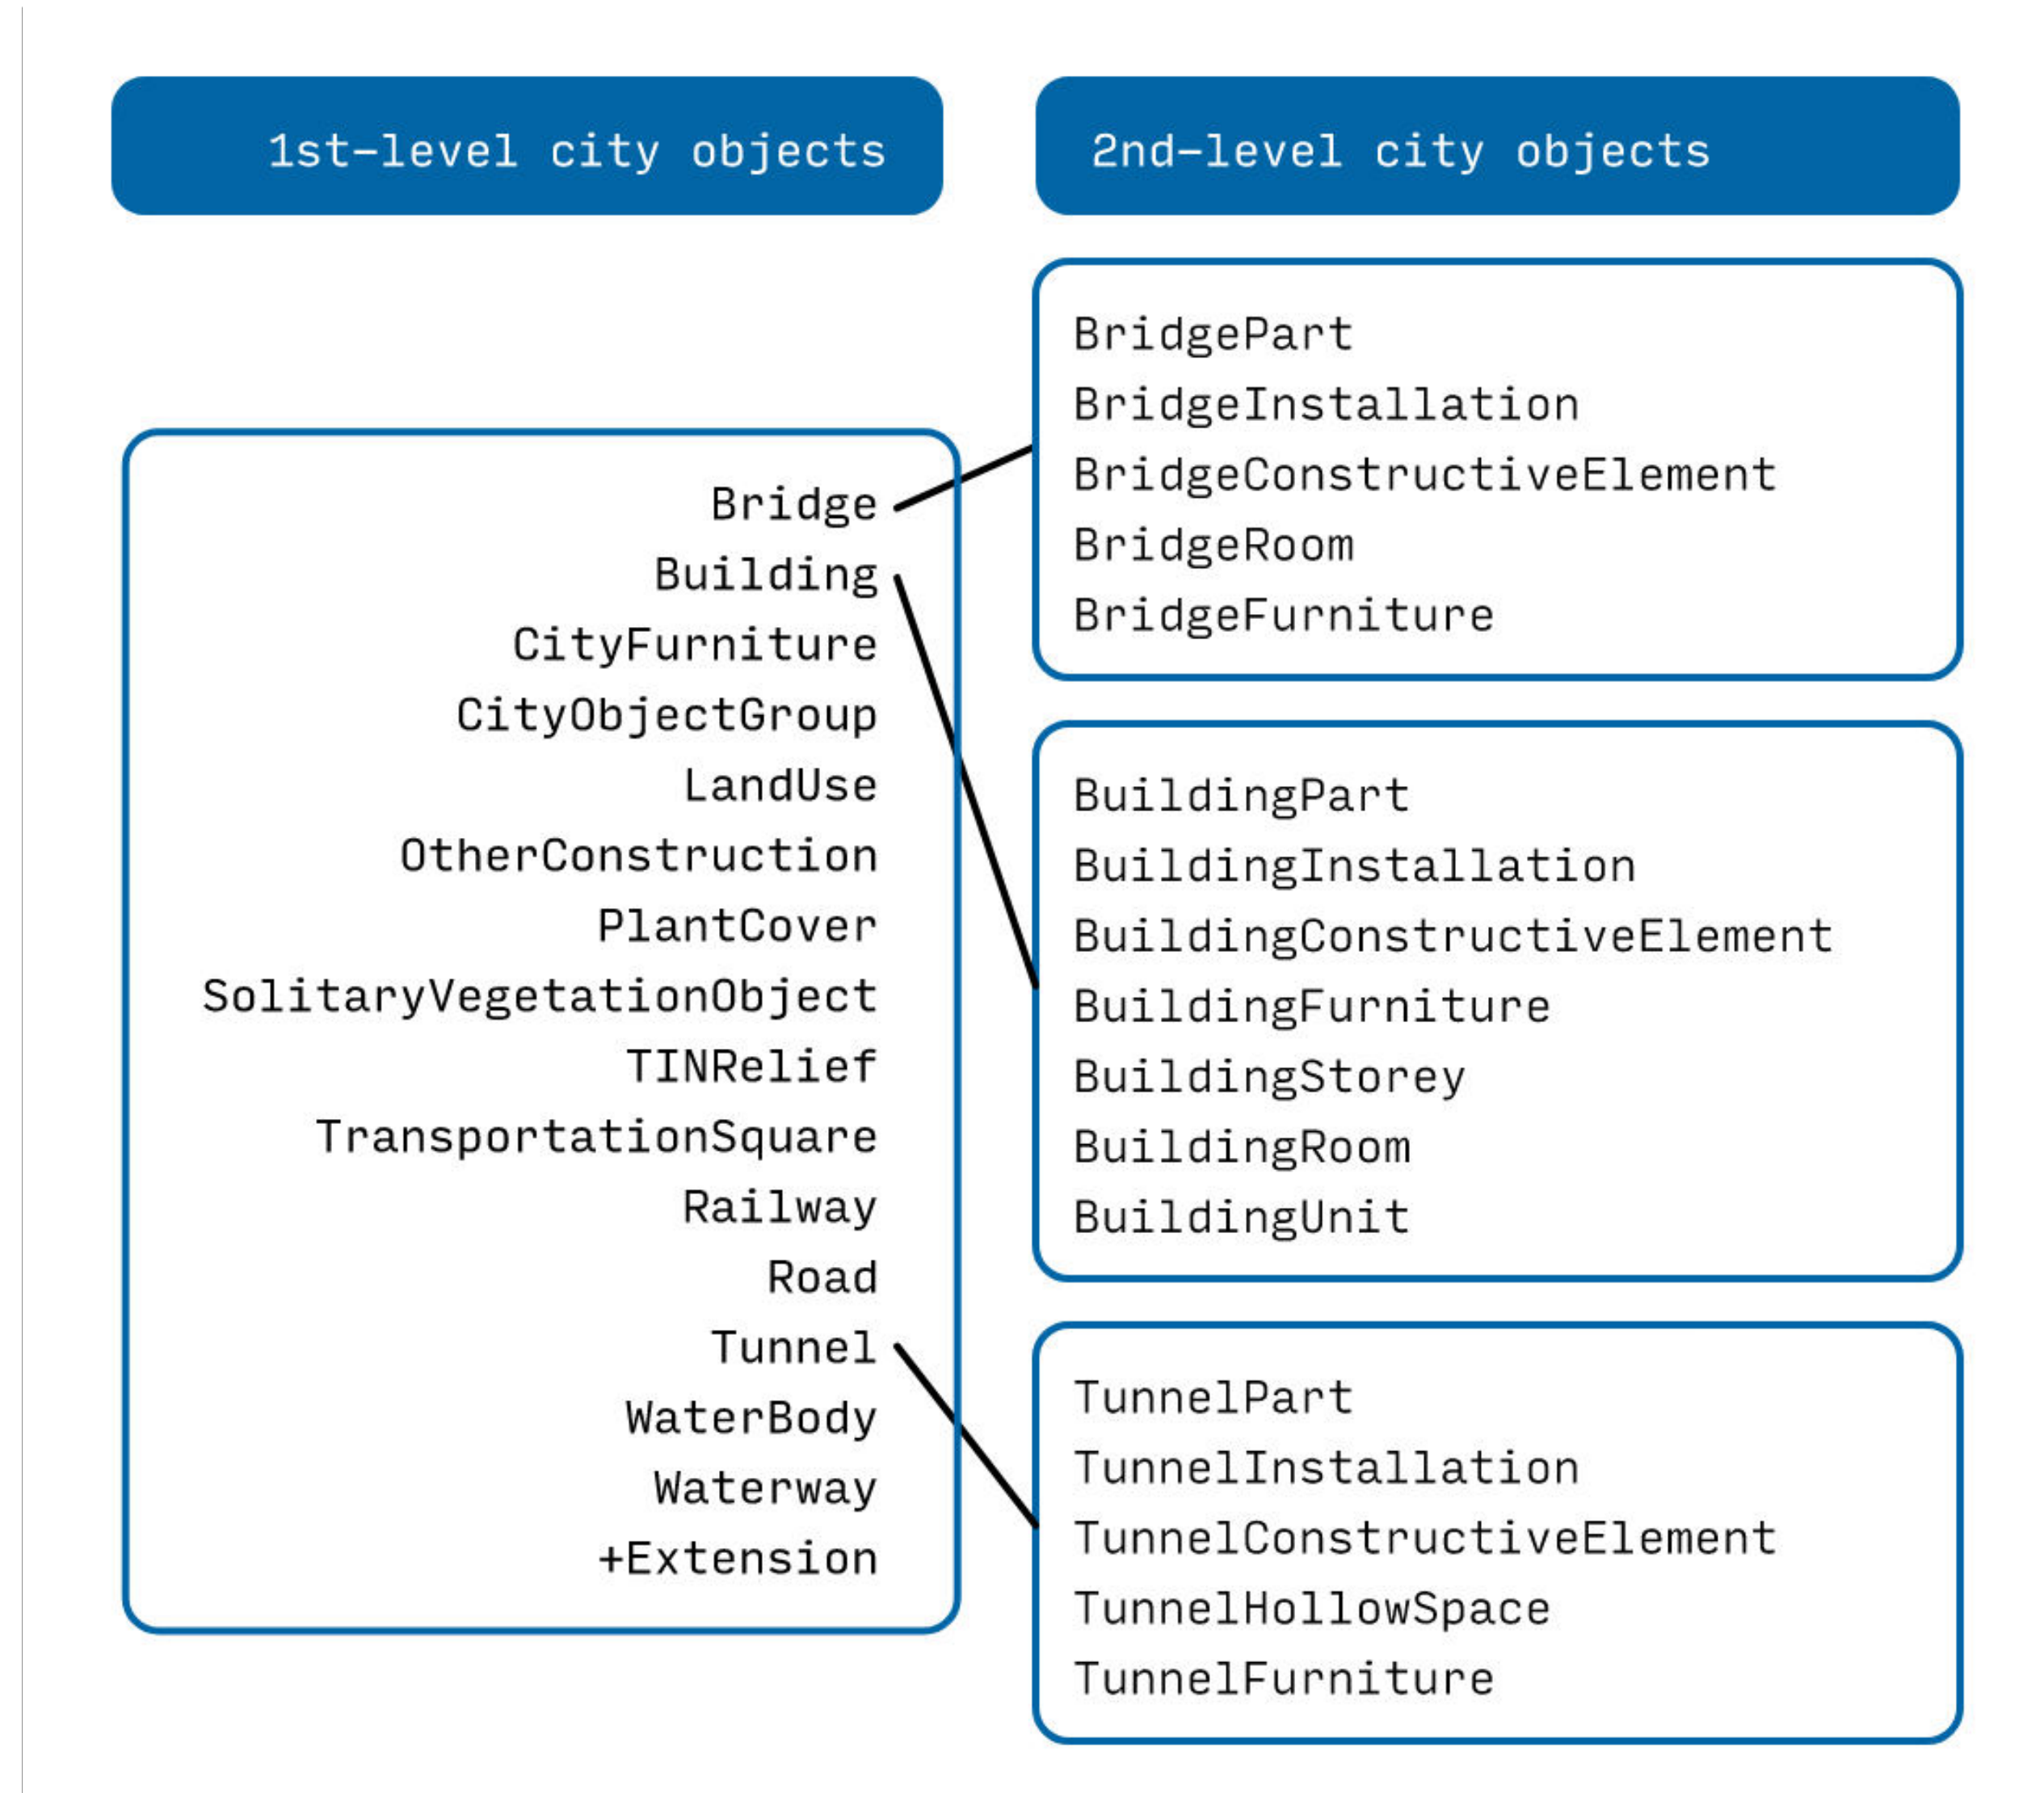 1st-level city objects
2nd-level city objects
Bridge
Building
CityFurniture
CityObjectGroup
LandUse
OtherConstruction
PlantCover
SolitaryVegetationObject
TINRelief
TransportationSquare
Railway
Road
Tunnel
WaterBody
Waterway
+Extension
BridgePart
BridgeInstallation
BridgeConstructiveElement
BridgeRoom
BridgeFurniture
BuildingPart
BuildingInstallation
BuildingConstructiveElement
BuildingFurniture
BuildingStorey
BuildingRoom
BuildingUnit
TunnelPart
TunnelInstallation
TunnelConstructiveElement
TunnelHollowSpace
TunnelFurniture